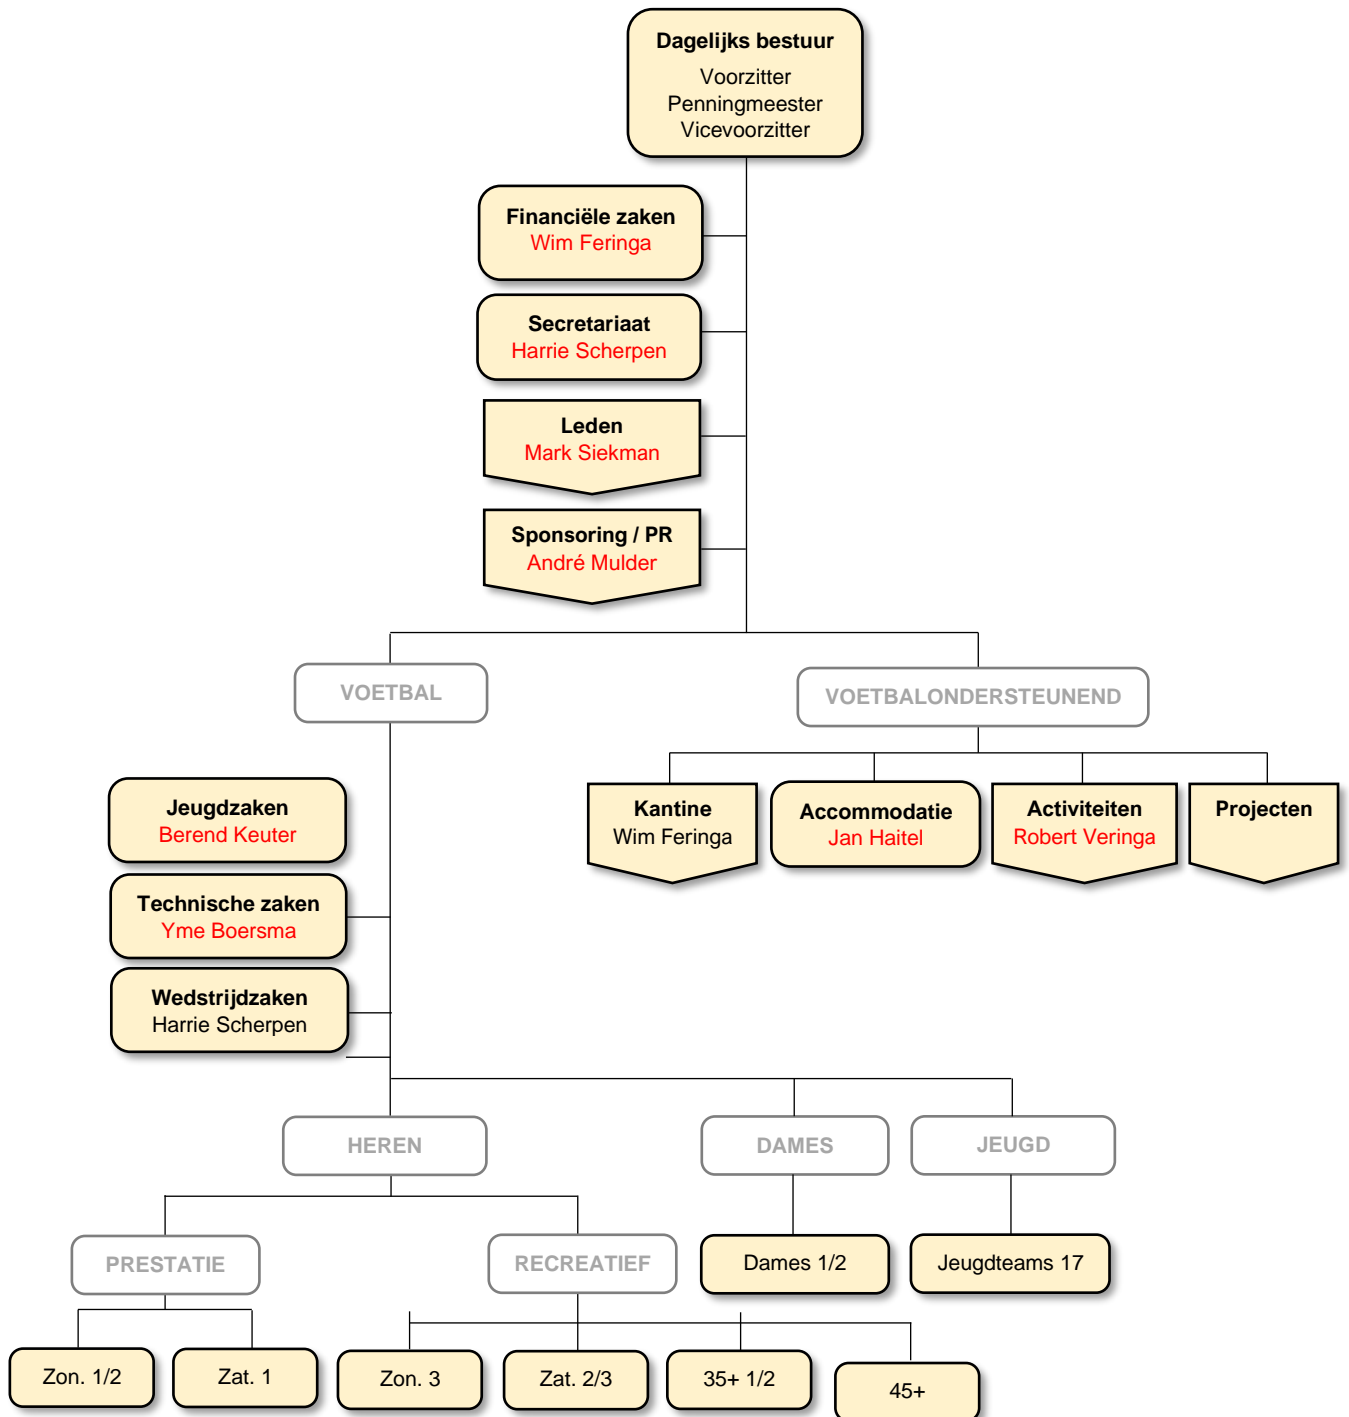 Dagelijks bestuur
Voorzitter
Penningmeester
Vicevoorzitter
Financiële zaken
Wim Feringa
Secretariaat
Harrie Scherpen
Leden
Mark Siekman
Sponsoring / PR
André Mulder
VOETBAL
VOETBALONDERSTEUNEND
Jeugdzaken
Berend Keuter
Technische zaken
Yme Boersma
Wedstrijdzaken
Harrie Scherpen
Kantine
Wim Feringa
Accommodatie
Jan Haitel
Activiteiten
Robert Veringa
Projecten
HEREN
DAMES
JEUGD
PRESTATIE
RECREATIEF
Dames 1/2
Jeugdteams 17
Zon. 1/2
Zat. 1
Zon. 3
Zat. 2/3
35+ 1/2
45+